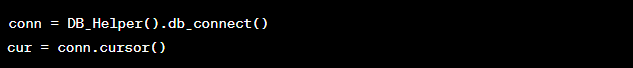 conn = DB_Helper().db_connect()
cur = conn.cursor()